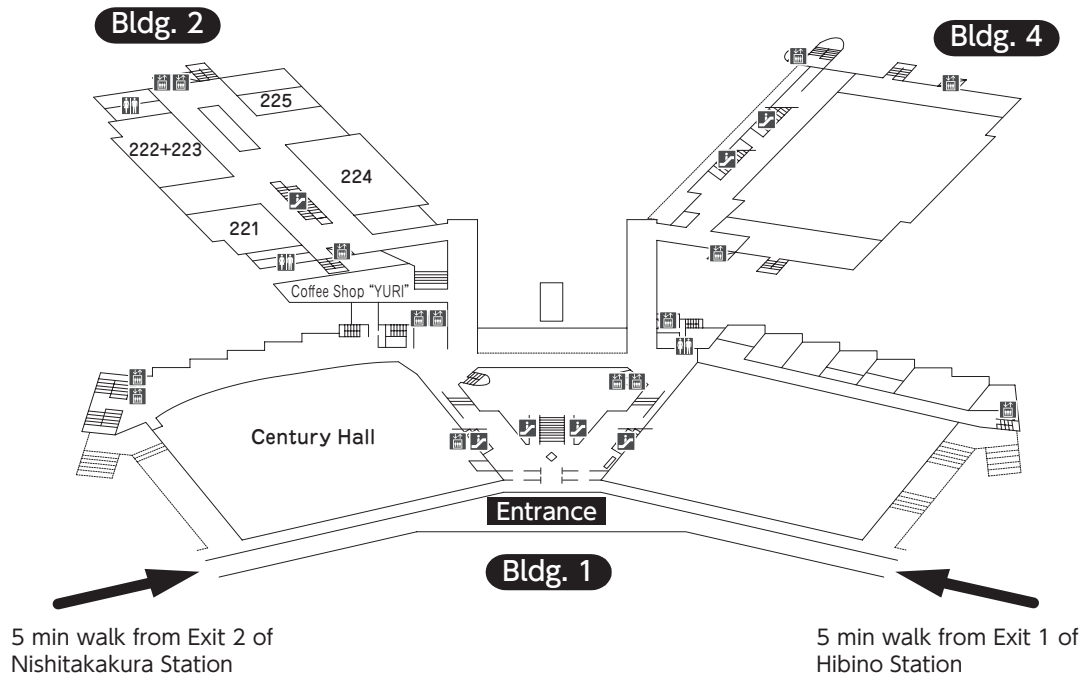 Bldg. 2
Bldg. 4
225
222+223
224
221
Coffee Shop "YURI"
Century Hall
Entrance
Bldg. 1
5 min walk from Exit 2 of
Nishitakakura Station
5 min walk from Exit 1 of
Hibino Station